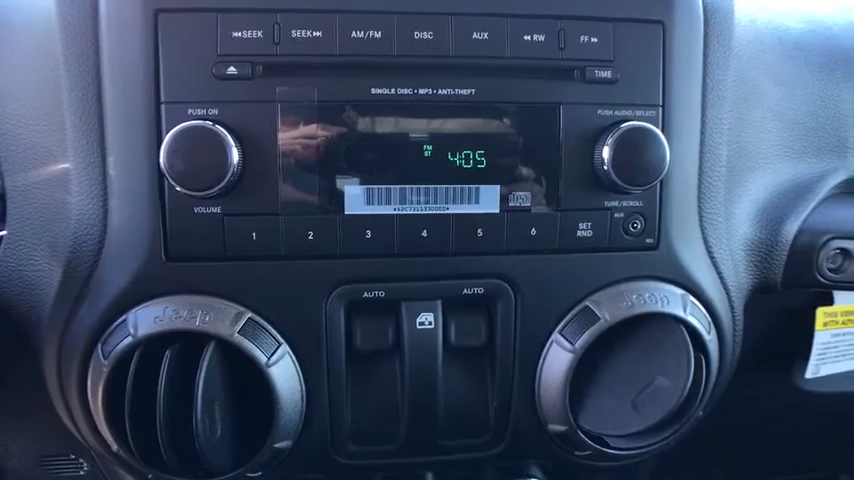 ⏮SEEK SEEK⏭ AM/FM DISC AUX ◀◀RW FF▶▶
TIME
SINGLE DISC • MP3 • ANTI-THEFT
PUSH ON PUSH AUDIO/SELECT
FM
ST 4:05
*A2C7311330000*
VOLUME TUNE/SCROLL
1 2 3 4 5 6 SET
RND
AUX
AUTO AUTO
Jeep Jeep